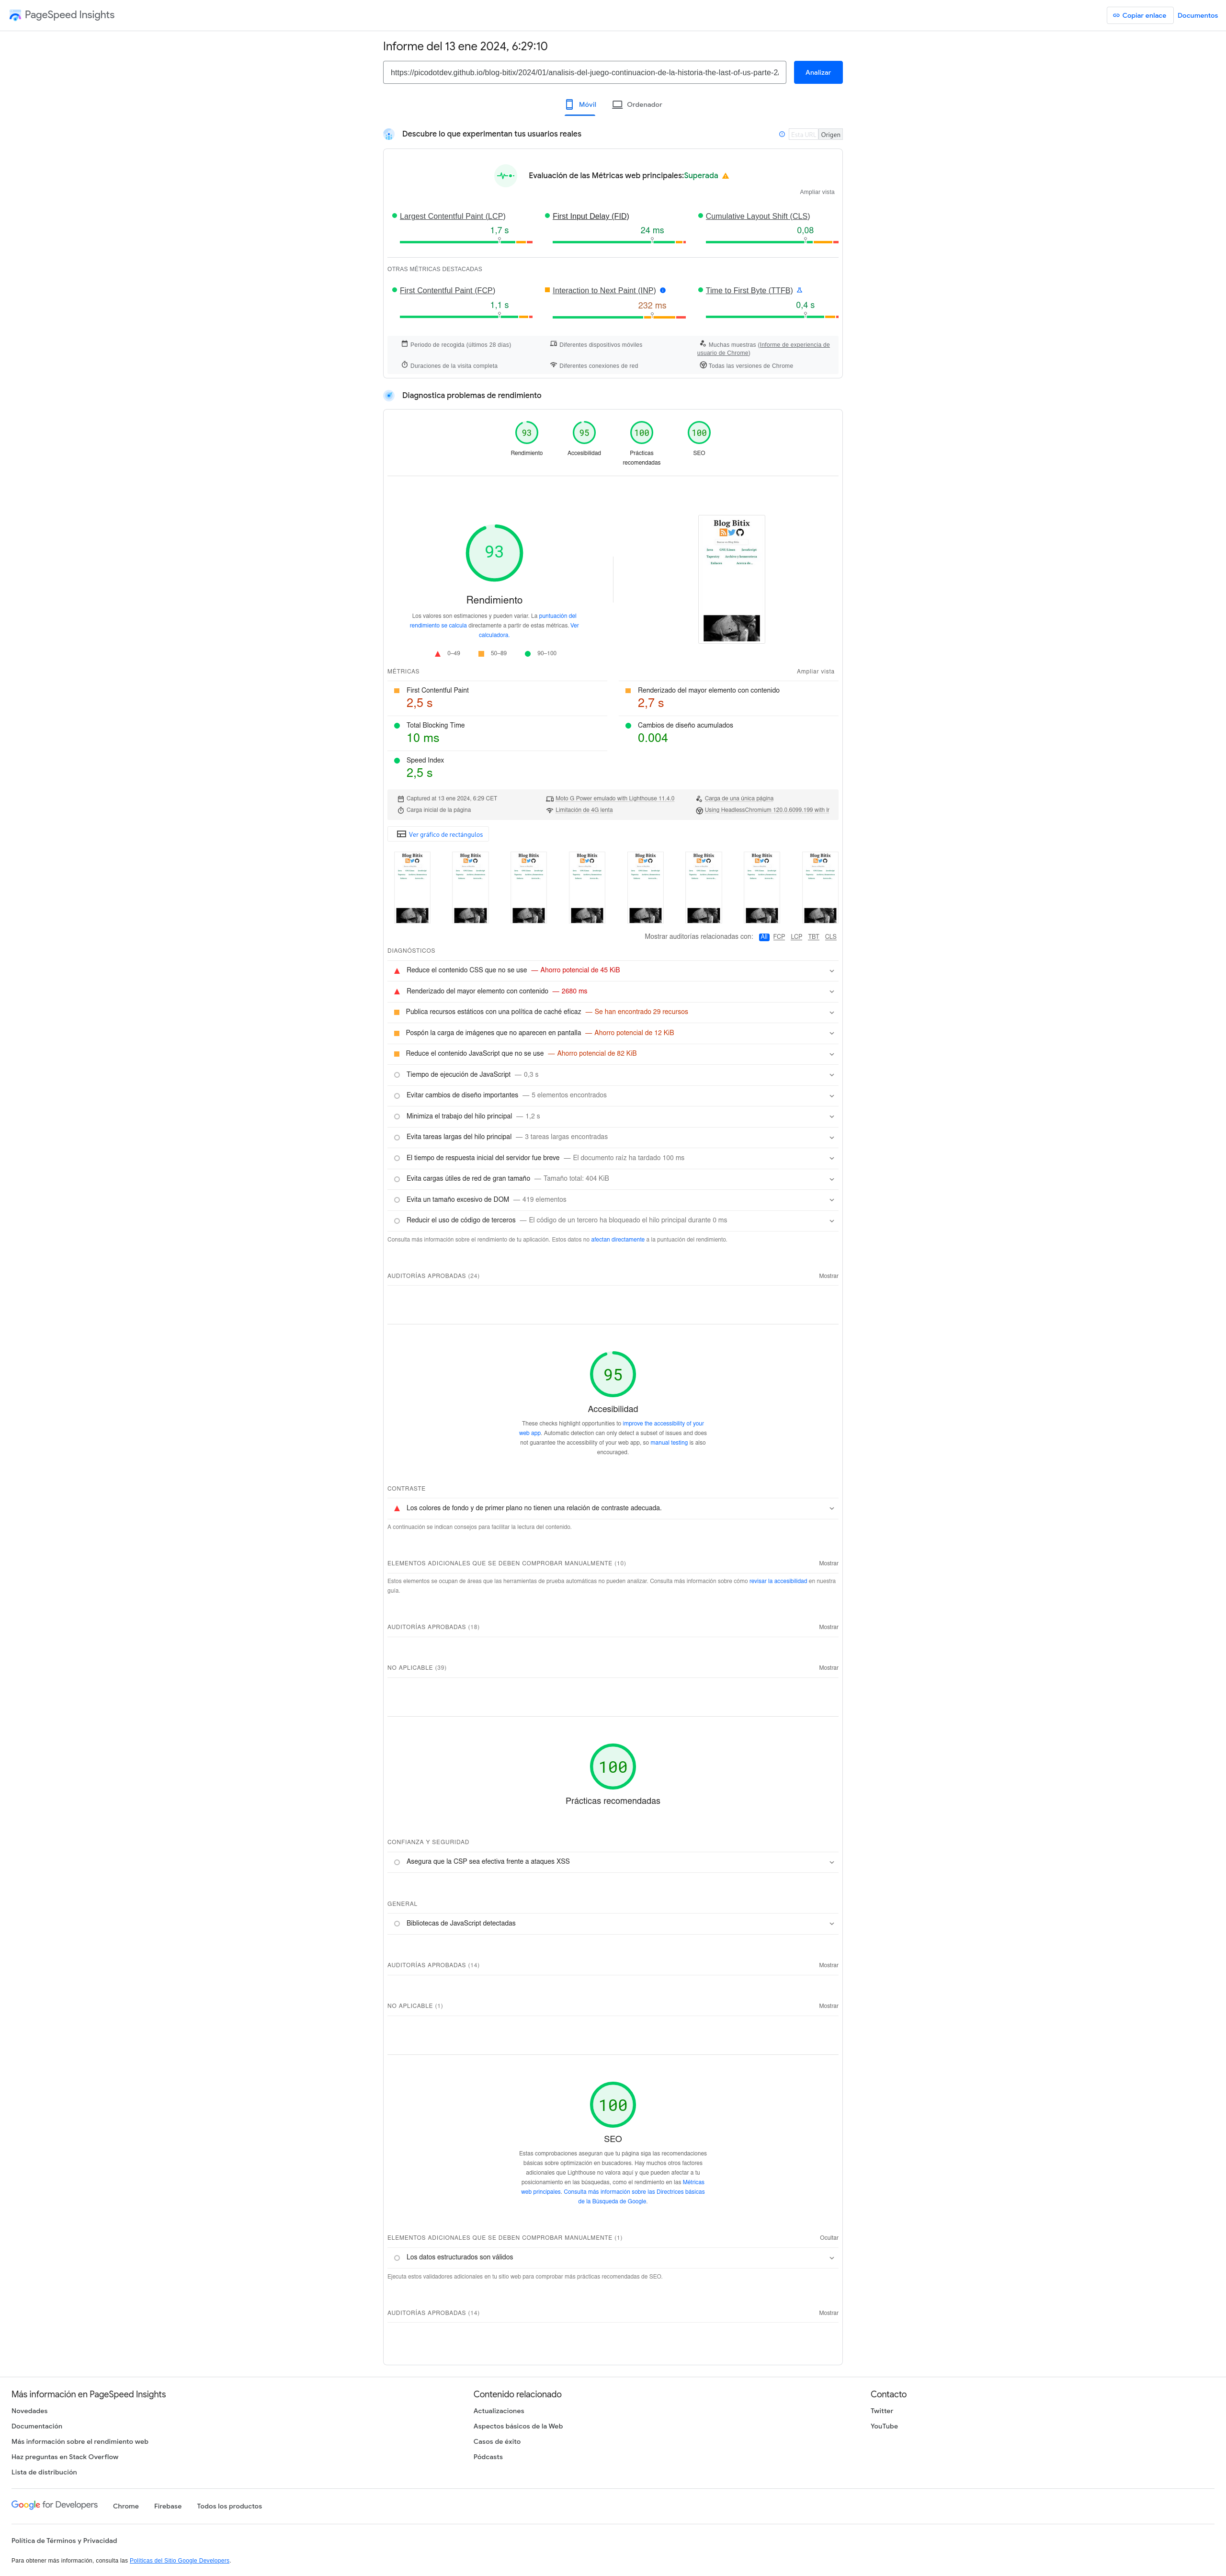 PageSpeed Insights
Copiar enlace
Documentos
Informe del 13 ene 2024, 6:29:10
https://picodotdev.github.io/blog-bitix/2024/01/analisis-del-juego-continuacion-de-la-historia-the-last-of-us-parte-2
Analizar
Móvil
Ordenador
Descubre lo que experimentan tus usuarios reales
Esta URL
Origen
Evaluación de las Métricas web principales: Superada
Ampliar vista
Largest Contentful Paint (LCP)
1,7 s
First Input Delay (FID)
24 ms
Cumulative Layout Shift (CLS)
0,08
OTRAS MÉTRICAS DESTACADAS
First Contentful Paint (FCP)
1,1 s
Interaction to Next Paint (INP)
232 ms
Time to First Byte (TTFB)
0,4 s
Periodo de recogida (últimos 28 días)
Diferentes dispositivos móviles
Muchas muestras (Informe de experiencia de
usuario de Chrome)
Duraciones de la visita completa
Diferentes conexiones de red
Todas las versiones de Chrome
Diagnostica problemas de rendimiento
93
Rendimiento
95
Accesibilidad
100
Prácticas
recomendadas
100
SEO
93
Rendimiento
Los valores son estimaciones y pueden variar. La puntuación del
rendimiento se calcula directamente a partir de estas métricas. Ver
calculadora.
0–49
50–89
90–100
Blog Bitix
MÉTRICAS
Ampliar vista
First Contentful Paint
2,5 s
Renderizado del mayor elemento con contenido
2,7 s
Total Blocking Time
10 ms
Cambios de diseño acumulados
0.004
Speed Index
2,5 s
Captured at 13 ene 2024, 6:29 CET
Moto G Power emulado with Lighthouse 11.4.0
Carga de una única página
Carga inicial de la página
Limitación de 4G lenta
Using HeadlessChromium 120.0.6099.199 with lr
Ver gráfico de rectángulos
Blog Bitix
Blog Bitix
Blog Bitix
Blog Bitix
Blog Bitix
Blog Bitix
Blog Bitix
Blog Bitix
Mostrar auditorías relacionadas con: All FCP LCP TBT CLS
DIAGNÓSTICOS
Reduce el contenido CSS que no se use — Ahorro potencial de 45 KiB
Renderizado del mayor elemento con contenido — 2680 ms
Publica recursos estáticos con una política de caché eficaz — Se han encontrado 29 recursos
Pospón la carga de imágenes que no aparecen en pantalla — Ahorro potencial de 12 KiB
Reduce el contenido JavaScript que no se use — Ahorro potencial de 82 KiB
Tiempo de ejecución de JavaScript — 0,3 s
Evitar cambios de diseño importantes — 5 elementos encontrados
Minimiza el trabajo del hilo principal — 1,2 s
Evita tareas largas del hilo principal — 3 tareas largas encontradas
El tiempo de respuesta inicial del servidor fue breve — El documento raíz ha tardado 100 ms
Evita cargas útiles de red de gran tamaño — Tamaño total: 404 KiB
Evita un tamaño excesivo de DOM — 419 elementos
Reducir el uso de código de terceros — El código de un tercero ha bloqueado el hilo principal durante 0 ms
Consulta más información sobre el rendimiento de tu aplicación. Estos datos no afectan directamente a la puntuación del rendimiento.
AUDITORÍAS APROBADAS (24)
Mostrar
95
Accesibilidad
These checks highlight opportunities to improve the accessibility of your
web app. Automatic detection can only detect a subset of issues and does
not guarantee the accessibility of your web app, so manual testing is also
encouraged.
CONTRASTE
Los colores de fondo y de primer plano no tienen una relación de contraste adecuada.
A continuación se indican consejos para facilitar la lectura del contenido.
ELEMENTOS ADICIONALES QUE SE DEBEN COMPROBAR MANUALMENTE (10)
Mostrar
Estos elementos se ocupan de áreas que las herramientas de prueba automáticas no pueden analizar. Consulta más información sobre cómo revisar la accesibilidad en nuestra
guía.
AUDITORÍAS APROBADAS (18)
Mostrar
NO APLICABLE (39)
Mostrar
100
Prácticas recomendadas
CONFIANZA Y SEGURIDAD
Asegura que la CSP sea efectiva frente a ataques XSS
GENERAL
Bibliotecas de JavaScript detectadas
AUDITORÍAS APROBADAS (14)
Mostrar
NO APLICABLE (1)
Mostrar
100
SEO
Estas comprobaciones aseguran que tu página siga las recomendaciones
básicas sobre optimización en buscadores. Hay muchos otros factores
adicionales que Lighthouse no valora aquí y que pueden afectar a tu
posicionamiento en las búsquedas, como el rendimiento en las Métricas
web principales. Consulta más información sobre las Directrices básicas
de la Búsqueda de Google.
ELEMENTOS ADICIONALES QUE SE DEBEN COMPROBAR MANUALMENTE (1)
Ocultar
Los datos estructurados son válidos
Ejecuta estos validadores adicionales en tu sitio web para comprobar más prácticas recomendadas de SEO.
AUDITORÍAS APROBADAS (14)
Mostrar
Más información en PageSpeed Insights
Novedades
Documentación
Más información sobre el rendimiento web
Haz preguntas en Stack Overflow
Lista de distribución
Contenido relacionado
Actualizaciones
Aspectos básicos de la Web
Casos de éxito
Pódcasts
Contacto
Twitter
YouTube
Google for Developers
Chrome
Firebase
Todos los productos
Política de Términos y Privacidad
Para obtener más información, consulta las Políticas del Sitio Google Developers.